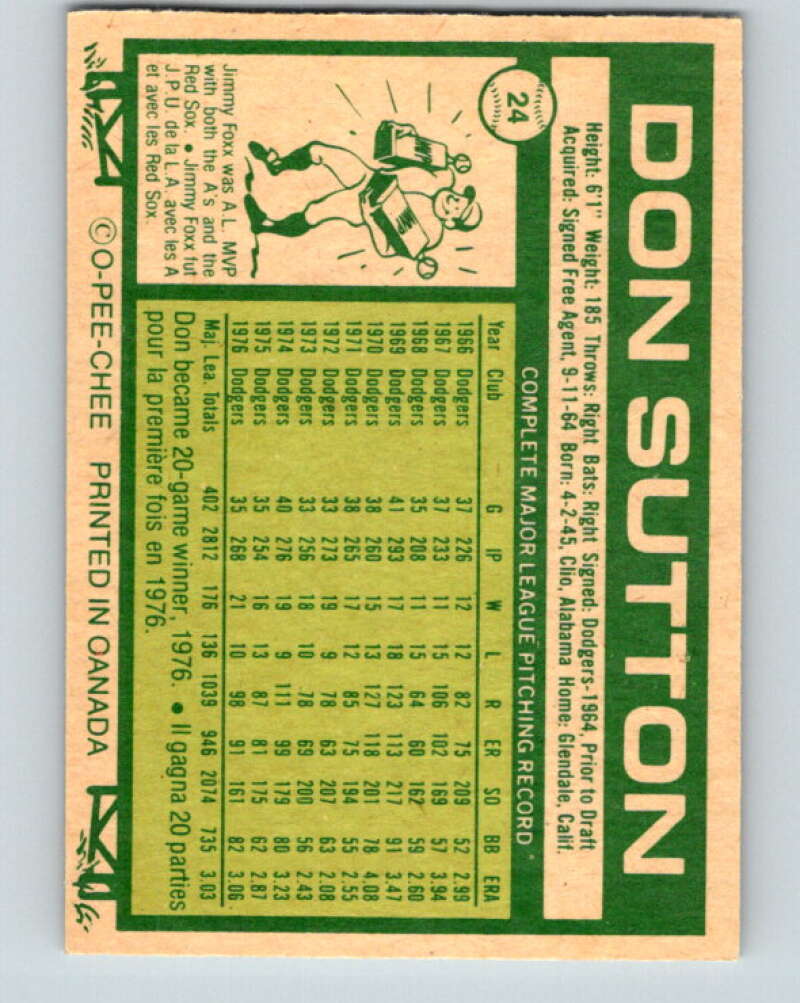 DON SUTTON
Height: 6'1" Weight: 185 Throws: Right Bats: Right Signed: Dodgers-1964, Prior to Draft
Acquired: Signed Free Agent, 9-11-64 Born: 4-2-45, Clio, Alabama Home: Glendale, Calif.
24
MVP
MVP
Jimmy Foxx was A.L. MVP
with both the A's and the
Red Sox. • Jimmy Foxx fut
J.P.U. de la L.A. avec les A
et avec les Red Sox.
COMPLETE MAJOR LEAGUE PITCHING RECORD
Year Club G IP W L R ER SO BB ERA
1966 Dodgers 37 226 12 12 82 75 209 52 2.99
1967 Dodgers 37 233 11 15 106 102 169 57 3.94
1968 Dodgers 35 208 11 15 64 60 162 59 2.60
1969 Dodgers 41 293 17 18 123 113 217 91 3.47
1970 Dodgers 38 260 15 13 127 118 201 78 4.08
1971 Dodgers 38 265 17 12 85 75 194 55 2.55
1972 Dodgers 33 273 19 9 78 63 207 63 2.08
1973 Dodgers 33 256 18 10 78 69 200 56 2.43
1974 Dodgers 40 276 19 9 111 99 179 80 3.23
1975 Dodgers 35 254 16 13 87 81 175 62 2.87
1976 Dodgers 35 268 21 10 98 91 161 82 3.06
Maj. Lea. Totals 402 2812 176 136 1039 946 2074 735 3.03
Don became 20-game winner, 1976. • Il gagna 20 parties
pour la première fois en 1976.
©O-PEE-CHEE PRINTED IN CANADA